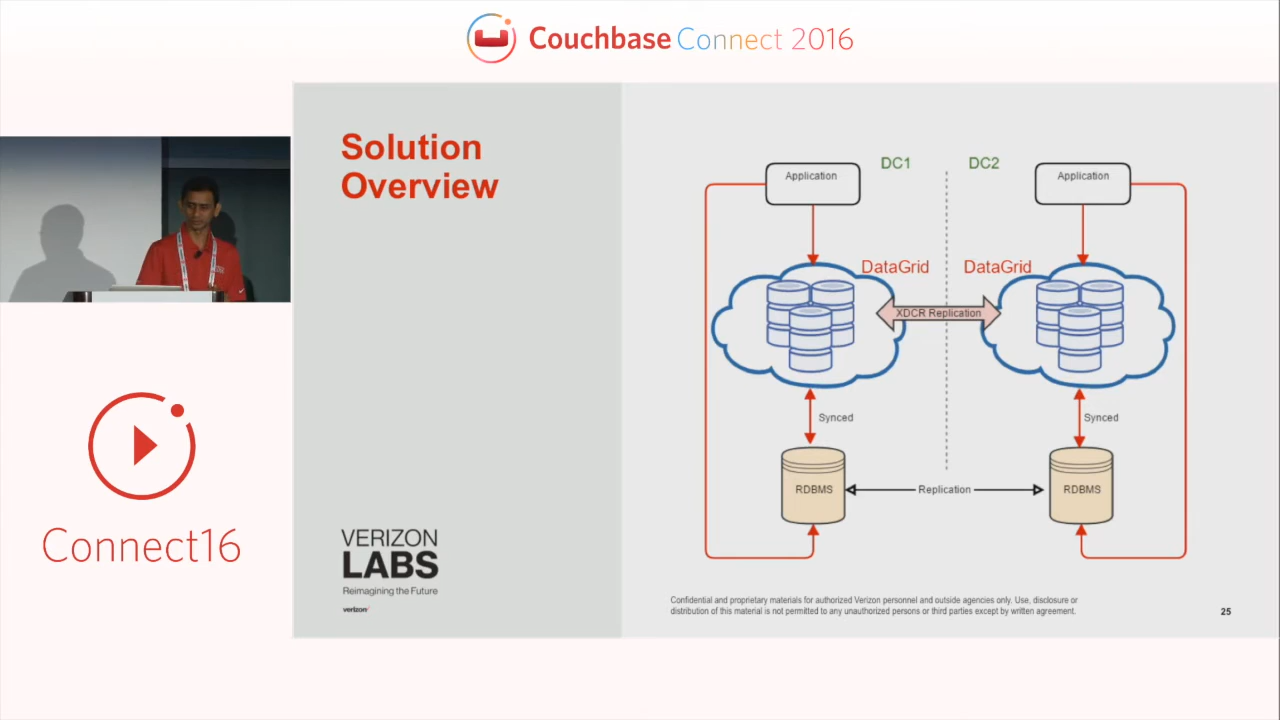 Couchbase Connect 2016
Solution
Overview
DC1
DC2
Application
Application
DataGrid
DataGrid
XDCR Replication
Synced
Synced
RDBMS
Replication
RDBMS
Connect16
VERIZON
LABS
Reimagining the Future
verizon
Confidential and proprietary materials for authorized Verizon personnel and outside agencies only. Use, disclosure or
distribution of this material is not permitted to any unauthorized persons or third parties except by written agreement.
25